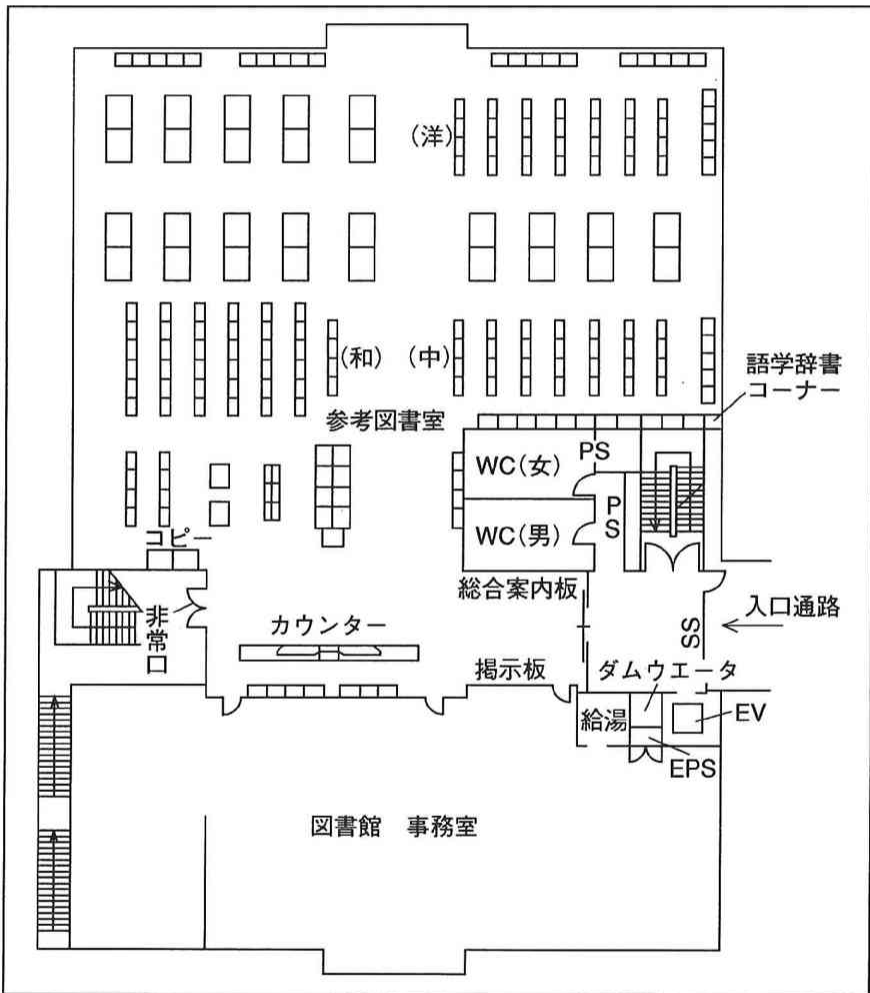 (洋)
(和)
(中)
語学辞書
コーナー
参考図書室
WC(女)
PS
PS
WC(男)
コピー
総合案内板
入口通路
非常口
カウンター
SS
掲示板
ダムウエータ
給湯
EV
EPS
図書館 事務室